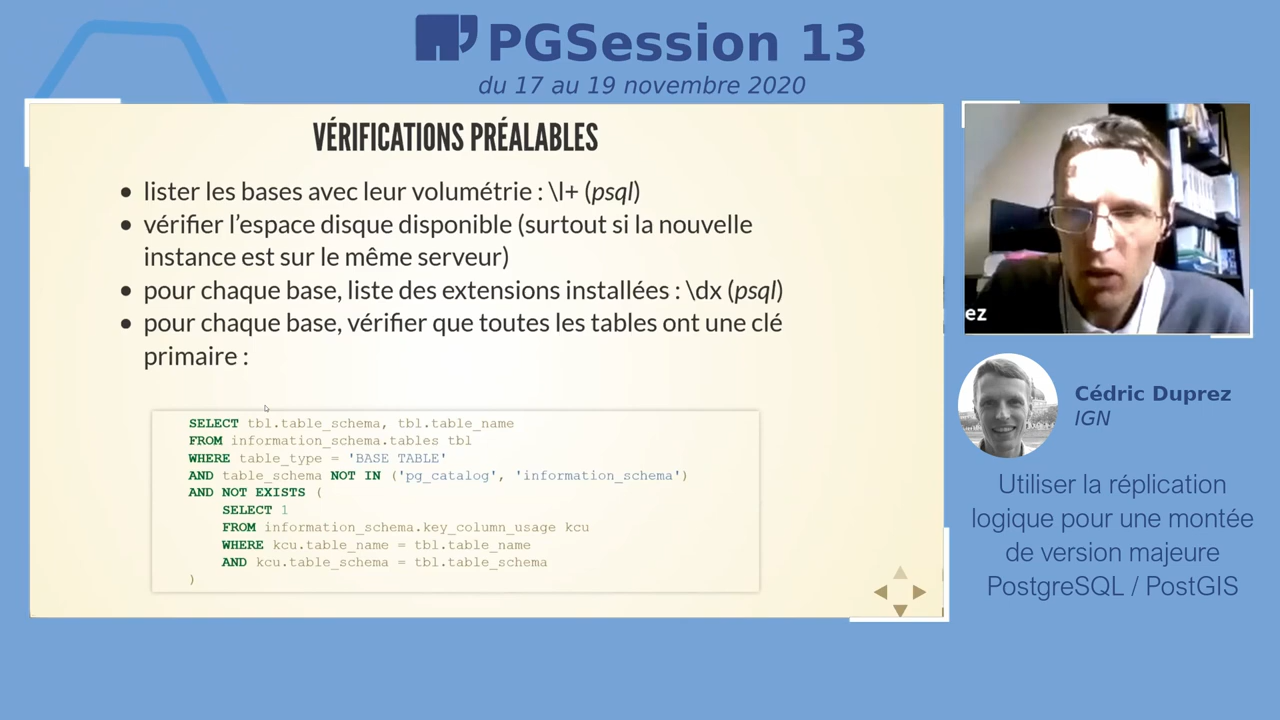 PGSession 13
du 17 au 19 novembre 2020
VÉRIFICATIONS PRÉALABLES
• lister les bases avec leur volumétrie : \l+ (psql)
• vérifier l'espace disque disponible (surtout si la nouvelle
instance est sur le même serveur)
• pour chaque base, liste des extensions installées : \dx (psql)
• pour chaque base, vérifier que toutes les tables ont une clé
primaire :
SELECT tbl.table_schema, tbl.table_name
FROM information_schema.tables tbl
WHERE table_type = 'BASE TABLE'
AND table_schema NOT IN ('pg_catalog', 'information_schema')
AND NOT EXISTS (
SELECT 1
FROM information_schema.key_column_usage kcu
WHERE kcu.table_name = tbl.table_name
AND kcu.table_schema = tbl.table_schema
)
ez
Cédric Duprez
IGN
Utiliser la réplication
logique pour une montée
de version majeure
PostgreSQL / PostGIS